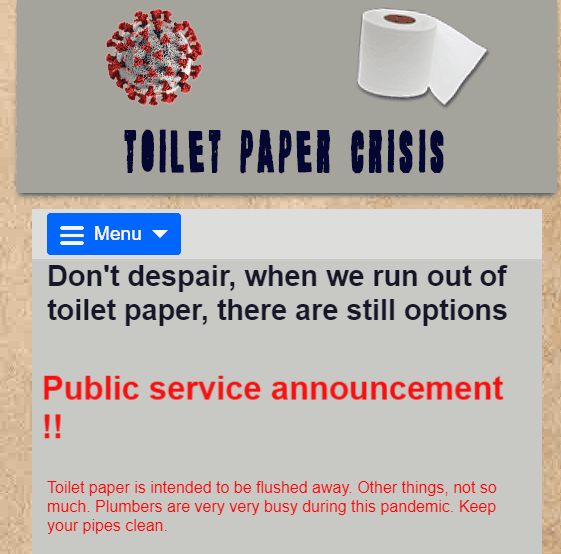 TOILET PAPER CRISIS
Menu
Don't despair, when we run out of
toilet paper, there are still options
Public service announcement
!!
Toilet paper is intended to be flushed away. Other things, not so
much. Plumbers are very very busy during this pandemic. Keep
your pipes clean.